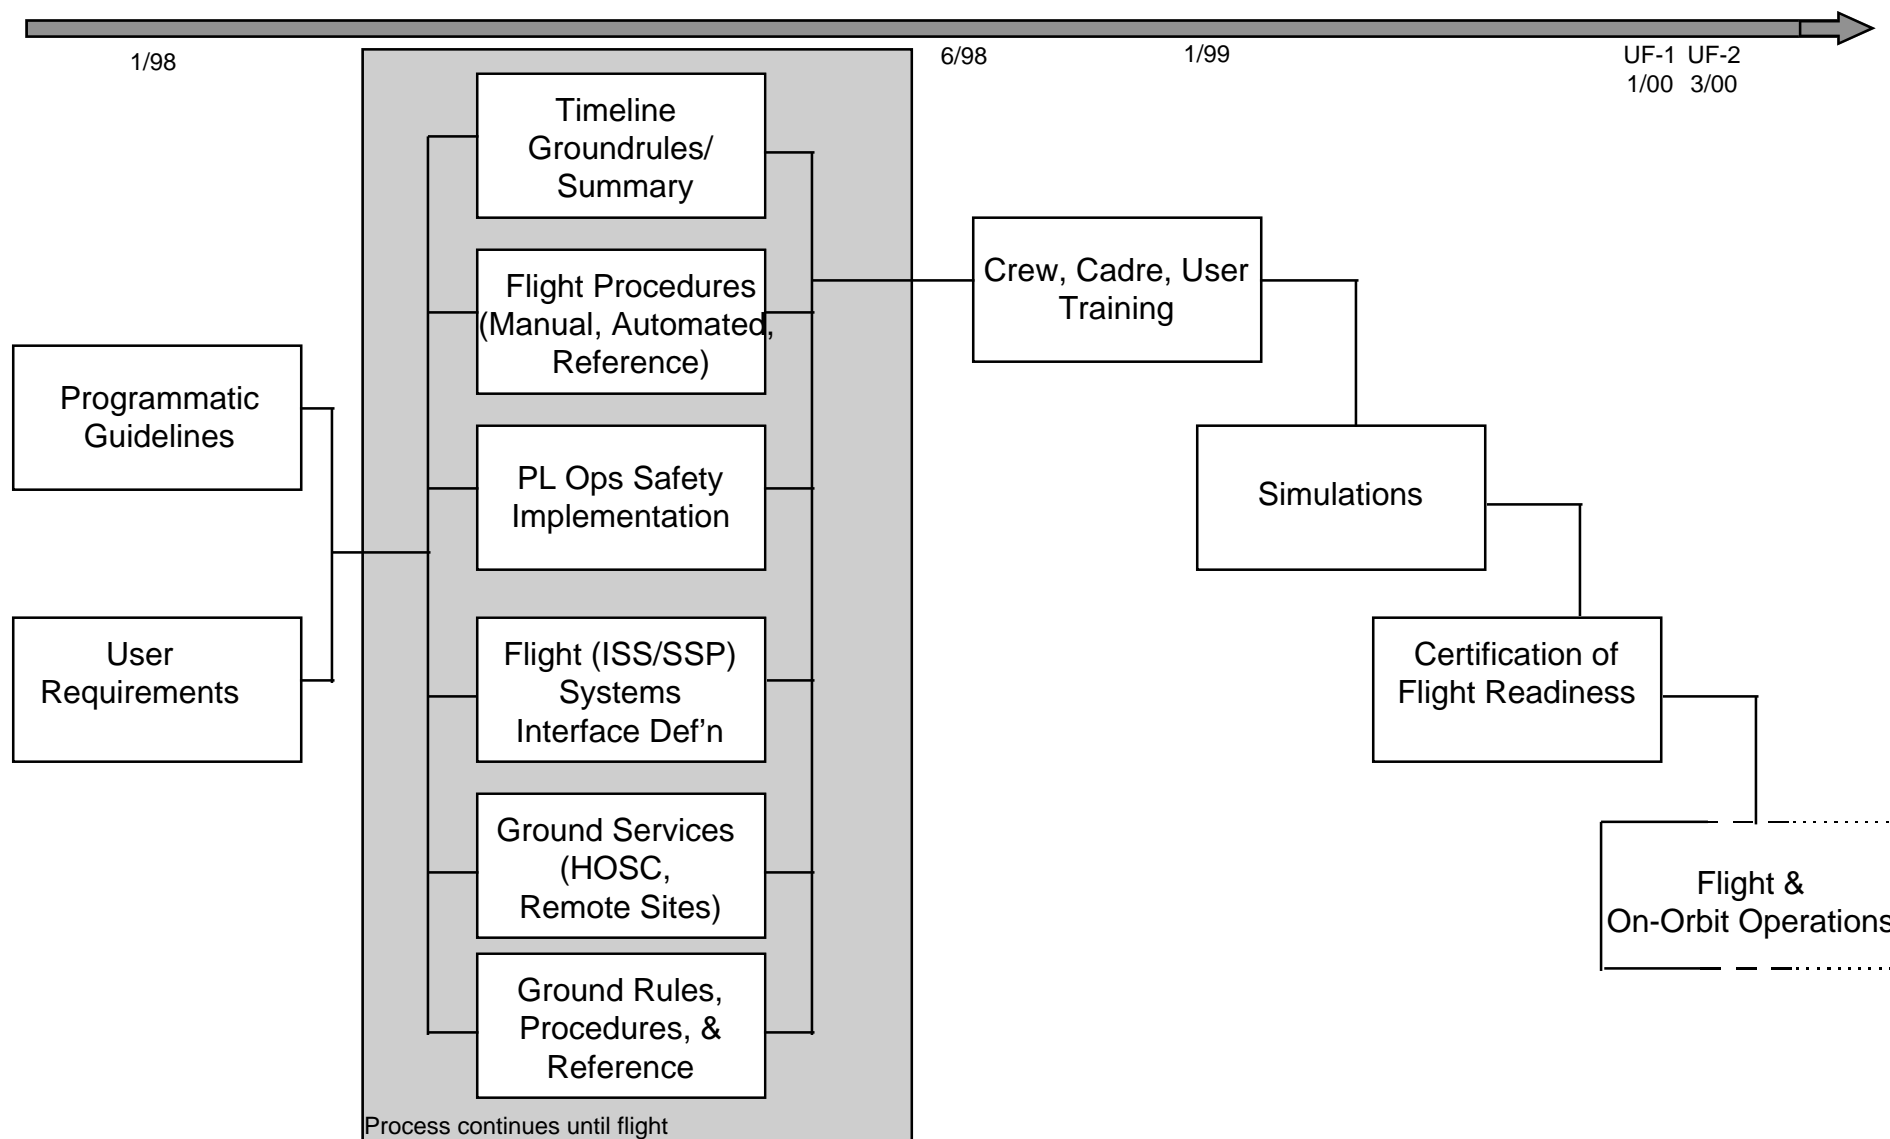 1/98
6/98
1/99
UF-1 UF-2
1/00 3/00
Timeline
Groundrules/
Summary
Flight Procedures
(Manual, Automated,
Reference)
PL Ops Safety
Implementation
Flight (ISS/SSP)
Systems
Interface Def’n
Ground Services
(HOSC,
Remote Sites)
Ground Rules,
Procedures, &
Reference
Process continues until flight
Programmatic
Guidelines
User
Requirements
Crew, Cadre, User
Training
Simulations
Certification of
Flight Readiness
Flight &
On-Orbit Operations